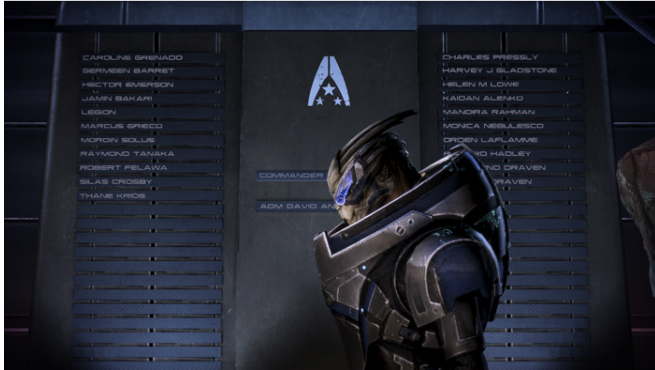 CAROLINE GRENADO
GERMEEN BARRET
HECTOR EMERSON
JAMIN BAKARI
LEGION
MARCUS GRIECO
MORDIN SOLUS
RAYMOND TANAKA
ROBERT FELAWA
SILAS CROSBY
THANE KRIOS
COMMANDER
ADM DAVID
CHARLES PRESSLY
HARVEY J GLADSTONE
HELEN M LOWE
KAIDAN ALENKO
MANDIRA RAHMAN
MONICA NEGULESCO
ORDEN LAFLAMME
HADLEY
DRAVEN
DRAVEN